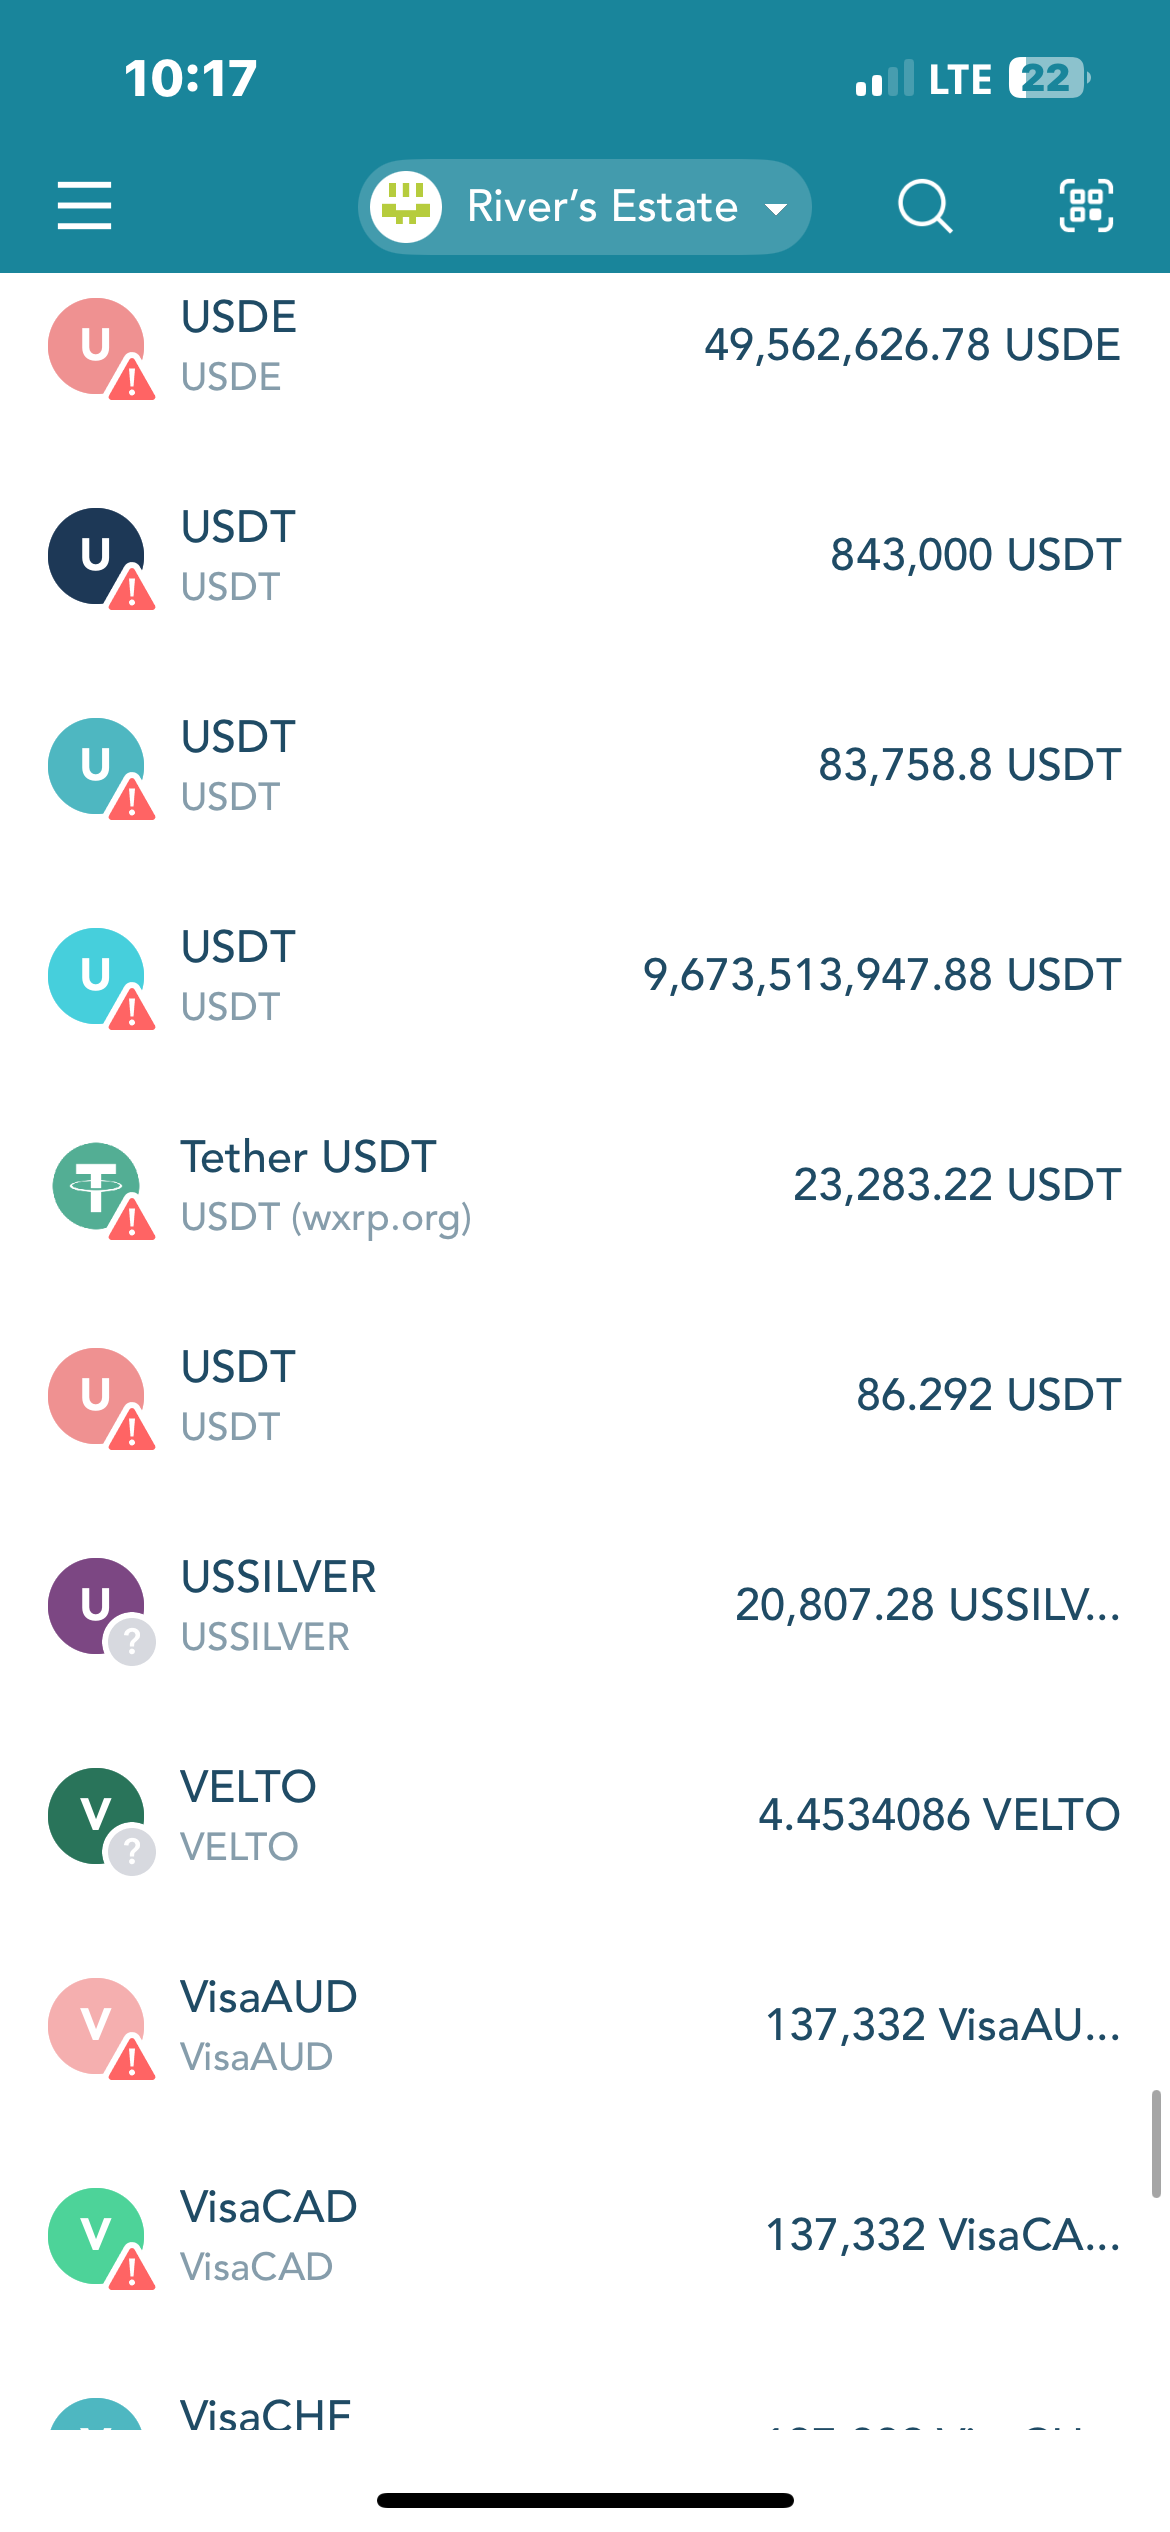 10:17
LTE 22
River’s Estate
U
USDE
49,562,626.78 USDE
USDE
U
USDT
843,000 USDT
USDT
U
USDT
83,758.8 USDT
USDT
U
USDT
9,673,513,947.88 USDT
USDT
Tether USDT
23,283.22 USDT
USDT (wxrp.org)
U
USDT
86.292 USDT
USDT
U
USSILVER
20,807.28 USSILV...
USSILVER
V
VELTO
4.4534086 VELTO
VELTO
V
VisaAUD
137,332 VisaAU...
VisaAUD
V
VisaCAD
137,332 VisaCA...
VisaCAD
VisaCHF